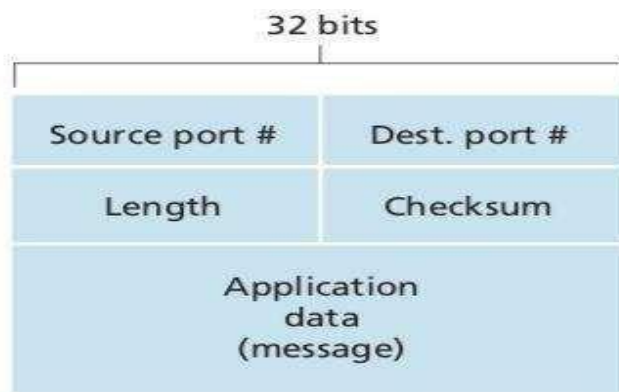 32 bits
Source port # Dest. port #
Length Checksum
Application
data
(message)